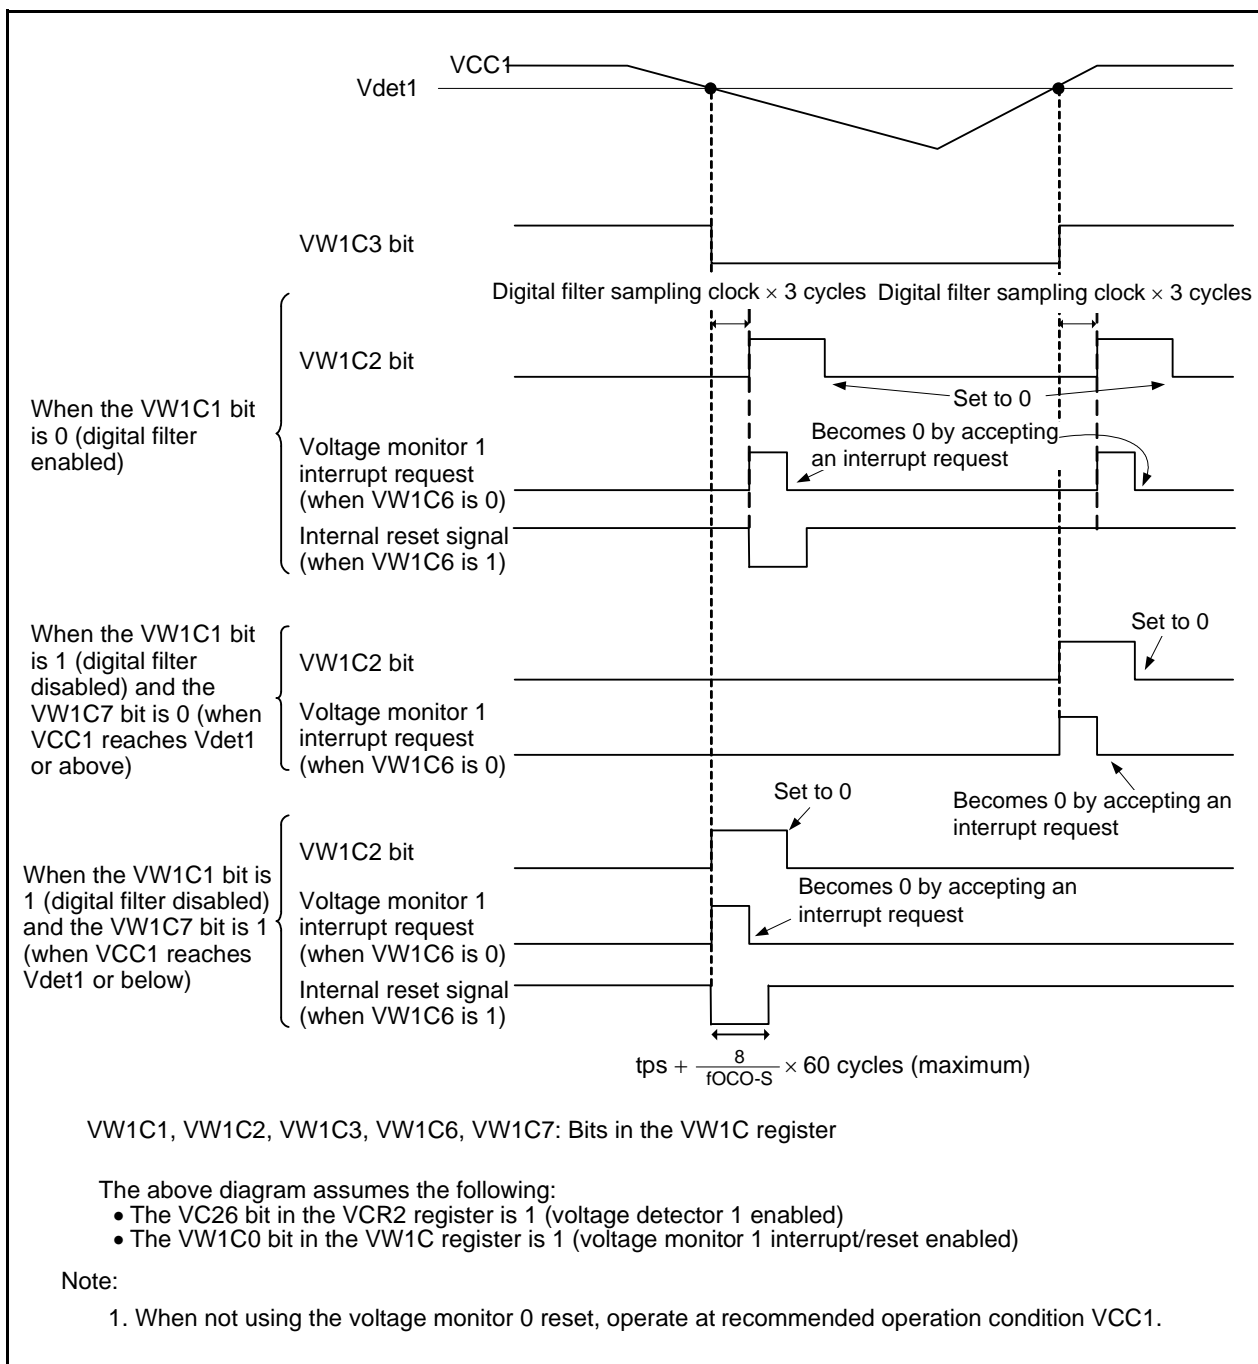 VCC1
Vdet1
VW1C3 bit
Digital filter sampling clock × 3 cycles
Digital filter sampling clock × 3 cycles
When the VW1C1 bit
is 0 (digital filter
enabled)
VW1C2 bit
Set to 0
Voltage monitor 1
interrupt request
(when VW1C6 is 0)
Becomes 0 by accepting
an interrupt request
Internal reset signal
(when VW1C6 is 1)
When the VW1C1 bit
is 1 (digital filter
disabled) and the
VW1C7 bit is 0 (when
VCC1 reaches Vdet1
or above)
VW1C2 bit
Set to 0
Voltage monitor 1
interrupt request
(when VW1C6 is 0)
Becomes 0 by accepting an
interrupt request
When the VW1C1 bit is
1 (digital filter disabled)
and the VW1C7 bit is 1
(when VCC1 reaches
Vdet1 or below)
VW1C2 bit
Set to 0
Voltage monitor 1
interrupt request
(when VW1C6 is 0)
Becomes 0 by accepting an
interrupt request
Internal reset signal
(when VW1C6 is 1)
tps + 8 / fOCO-S × 60 cycles (maximum)
VW1C1, VW1C2, VW1C3, VW1C6, VW1C7: Bits in the VW1C register
The above diagram assumes the following:
• The VC26 bit in the VCR2 register is 1 (voltage detector 1 enabled)
• The VW1C0 bit in the VW1C register is 1 (voltage monitor 1 interrupt/reset enabled)
Note:
1. When not using the voltage monitor 0 reset, operate at recommended operation condition VCC1.